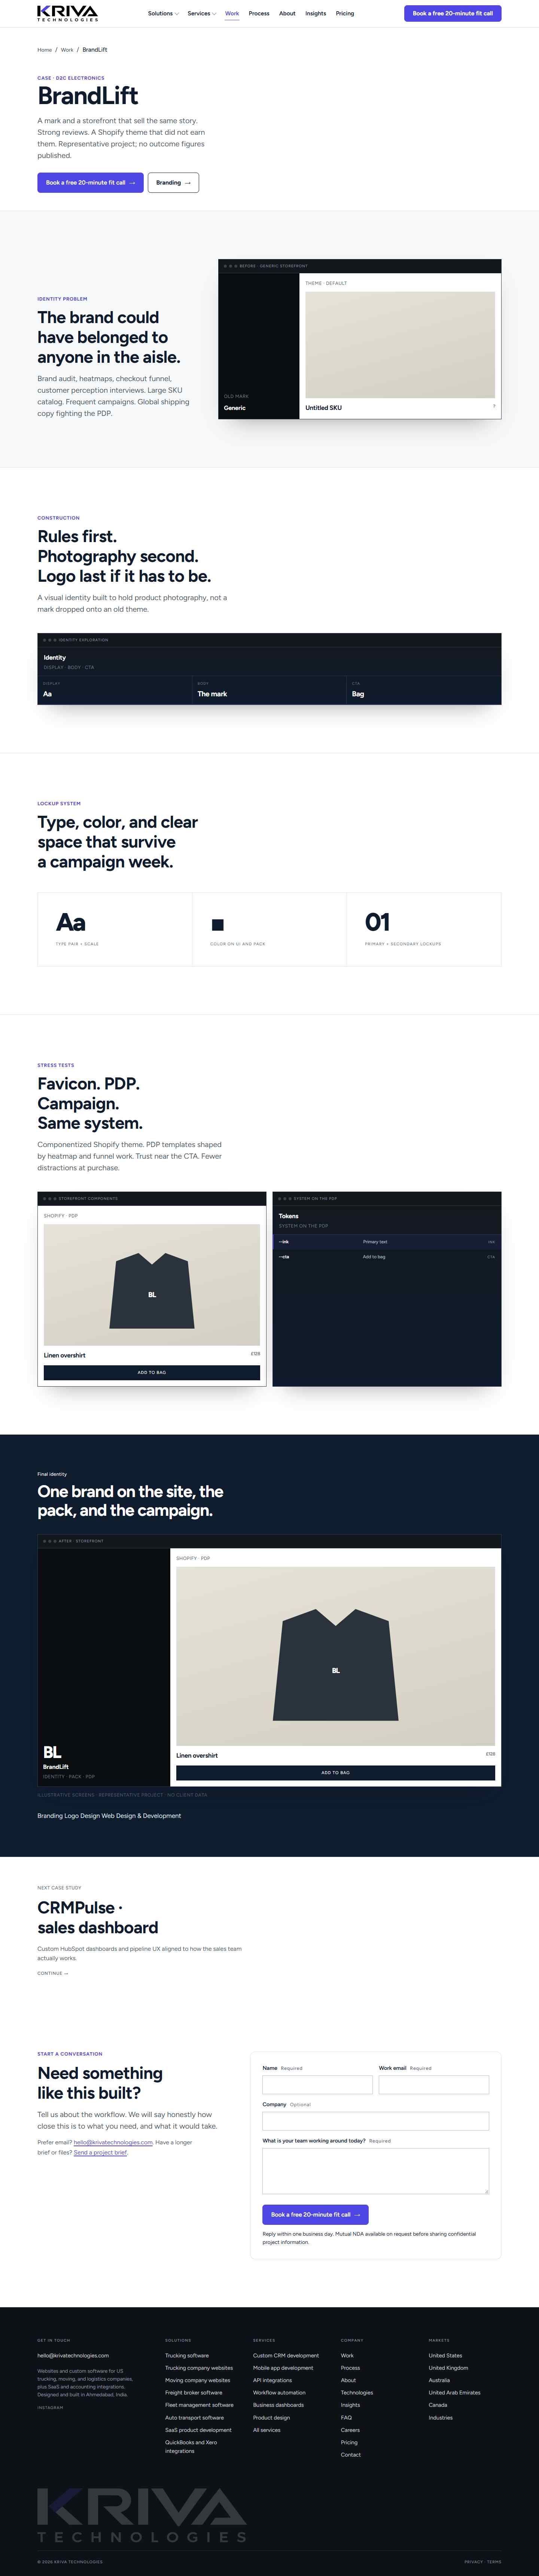 KRIVA
TECHNOLOGIES
Solutions
Services
Work
Process
About
Insights
Pricing
Book a free 20-minute fit call
Home / Work / BrandLift
CASE · D2C ELECTRONICS
BrandLift
A mark and a storefront that sell the same story.
Strong reviews. A Shopify theme that did not earn
them. Representative project; no outcome figures
published.
Book a free 20-minute fit call →
Branding →
IDENTITY PROBLEM
The brand could
have belonged to
anyone in the aisle.
Brand audit, heatmaps, checkout funnel,
customer perception interviews. Large SKU
catalog. Frequent campaigns. Global shipping
copy fighting the PDP.
BEFORE · GENERIC STOREFRONT
OLD MARK
Generic
THEME · DEFAULT
Untitled SKU
CONSTRUCTION
Rules first.
Photography second.
Logo last if it has to be.
A visual identity built to hold product photography, not a
mark dropped onto an old theme.
IDENTITY EXPLORATION
Identity
DISPLAY · BODY · CTA
DISPLAY
Aa
BODY
The mark
CTA
Bag
LOCKUP SYSTEM
Type, color, and clear
space that survive
a campaign week.
Aa
TYPE PAIR + SCALE
COLOR ON UI AND PACK
01
PRIMARY + SECONDARY LOCKUPS
STRESS TESTS
Favicon. PDP.
Campaign.
Same system.
Componentized Shopify theme. PDP templates shaped
by heatmap and funnel work. Trust near the CTA. Fewer
distractions at purchase.
STOREFRONT COMPONENTS
SHOPIFY · PDP
BL
Linen overshirt
£128
ADD TO BAG
SYSTEM ON THE PDP
Tokens
SYSTEM ON THE PDP
--ink
Primary text
--cta
Add to bag
CTA
Final identity
One brand on the site, the
pack, and the campaign.
AFTER · STOREFRONT
BL
BrandLift
IDENTITY · PACK · PDP
SHOPIFY · PDP
BL
Linen overshirt
£128
ADD TO BAG
ILLUSTRATIVE SCREENS · REPRESENTATIVE PROJECT · NO CLIENT DATA
Branding Logo Design Web Design & Development
NEXT CASE STUDY
CRMPulse ·
sales dashboard
Custom HubSpot dashboards and pipeline UX aligned to how the sales team
actually works.
CONTINUE →
START A CONVERSATION
Need something
like this built?
Tell us about the workflow. We will say honestly how
close this is to what you need, and what it would take.
Prefer email? hello@krivatechnologies.com. Have a longer
brief or files? Send a project brief.
Name Required
Work email Required
Company Optional
What is your team working around today? Required
Book a free 20-minute fit call →
Reply within one business day. Mutual NDA available on request before sharing confidential
project information.
GET IN TOUCH
hello@krivatechnologies.com
Websites and custom software for US
trucking, moving, and logistics companies,
plus SaaS and accounting integrations.
Designed and built in Ahmedabad, India.
INSTAGRAM
SOLUTIONS
Trucking software
Trucking company websites
Moving company websites
Freight broker software
Fleet management software
Auto transport software
SaaS product development
QuickBooks and Xero
integrations
SERVICES
Custom CRM development
Mobile app development
API integrations
Workflow automation
Business dashboards
Product design
All services
COMPANY
Work
Process
About
Technologies
Insights
FAQ
Careers
Pricing
Contact
MARKETS
United States
United Kingdom
Australia
United Arab Emirates
Canada
Industries
KRIVA
TECHNOLOGIES
© 2026 KRIVA TECHNOLOGIES
PRIVACY · TERMS